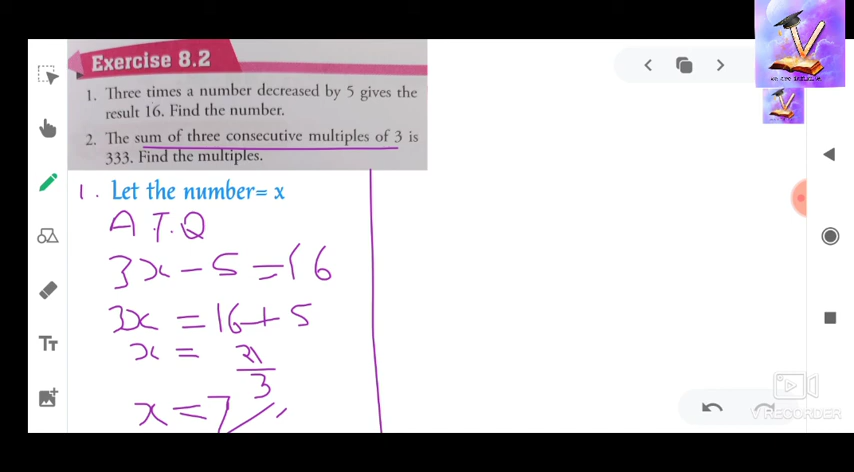 Exercise 8.2
1. Three times a number decreased by 5 gives the
result 16. Find the number.
2. The sum of three consecutive multiples of 3 is
333. Find the multiples.
1. Let the number= x
A T.Q
3x - 5 = 16
3x = 16 + 5
x = 21/3
x = 7
Tт
V RECORDER